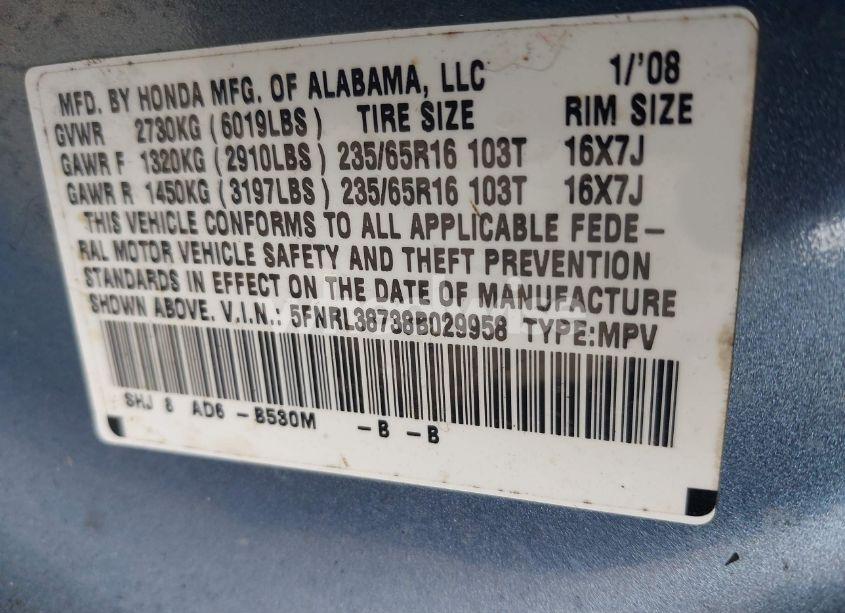 MFD. BY HONDA MFG. OF ALABAMA, LLC 1/'08
GVWR 2730KG (6019LBS) TIRE SIZE RIM SIZE
GAWR F 1320KG (2910LBS) 235/65R16 103T 16X7J
GAWR R 1450KG (3197LBS) 235/65R16 103T 16X7J
THIS VEHICLE CONFORMS TO ALL APPLICABLE FEDE–
RAL MOTOR VEHICLE SAFETY AND THEFT PREVENTION
STANDARDS IN EFFECT ON THE DATE OF MANUFACTURE
SHOWN ABOVE. V.I.N.: 5FNRL38738B029958 TYPE:MPV
SHJ 8 AD6 -B530M -B -B